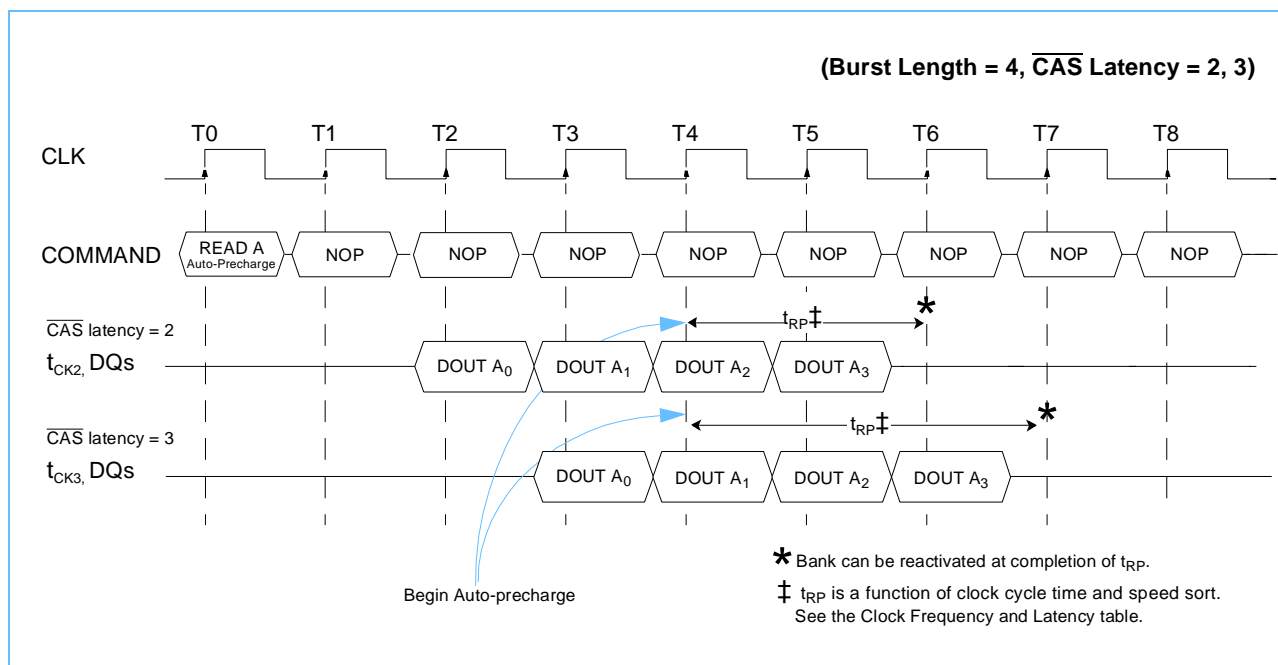 (Burst Length = 4, CAS Latency = 2, 3)
T0 T1 T2 T3 T4 T5 T6 T7 T8
CLK
COMMAND
READ A
Auto-Precharge
NOP NOP NOP NOP NOP NOP NOP NOP
CAS latency = 2
tRP‡ *
tCK2, DQs
DOUT A0 DOUT A1 DOUT A2 DOUT A3
CAS latency = 3
tRP‡ *
tCK3, DQs
DOUT A0 DOUT A1 DOUT A2 DOUT A3
* Bank can be reactivated at completion of tRP.
Begin Auto-precharge
‡ tRP is a function of clock cycle time and speed sort.
See the Clock Frequency and Latency table.